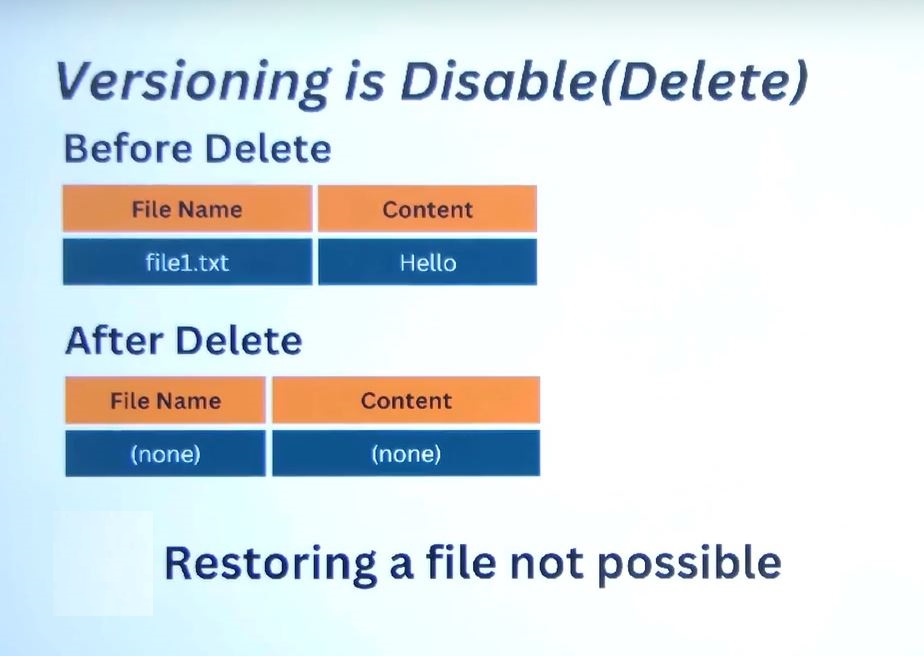 Versioning is Disable(Delete)
Before Delete
File Name Content
file1.txt Hello
After Delete
File Name Content
(none) (none)
Restoring a file not possible